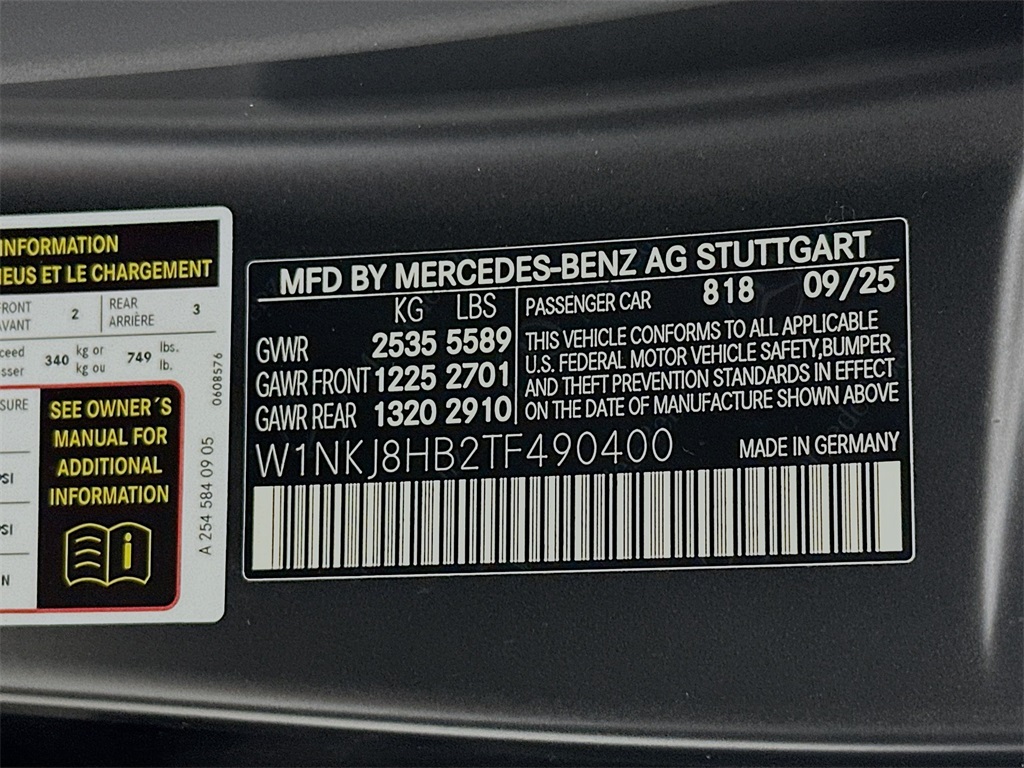 INFORMATION
NEUS ET LE CHARGEMENT
FRONT
AVANT
2
REAR
ARRIÈRE
3
340
kg or
kg ou
749
lbs.
lb.
0608576
SEE OWNER´S
MANUAL FOR
ADDITIONAL
INFORMATION
i
A 254 584 09 05
MFD BY MERCEDES-BENZ AG STUTTGART
KG LBS
GVWR 2535 5589
GAWR FRONT 1225 2701
GAWR REAR 1320 2910
PASSENGER CAR 818 09/25
THIS VEHICLE CONFORMS TO ALL APPLICABLE
U.S. FEDERAL MOTOR VEHICLE SAFETY,BUMPER
AND THEFT PREVENTION STANDARDS IN EFFECT
ON THE DATE OF MANUFACTURE SHOWN ABOVE
W1NKJ8HB2TF490400
MADE IN GERMANY